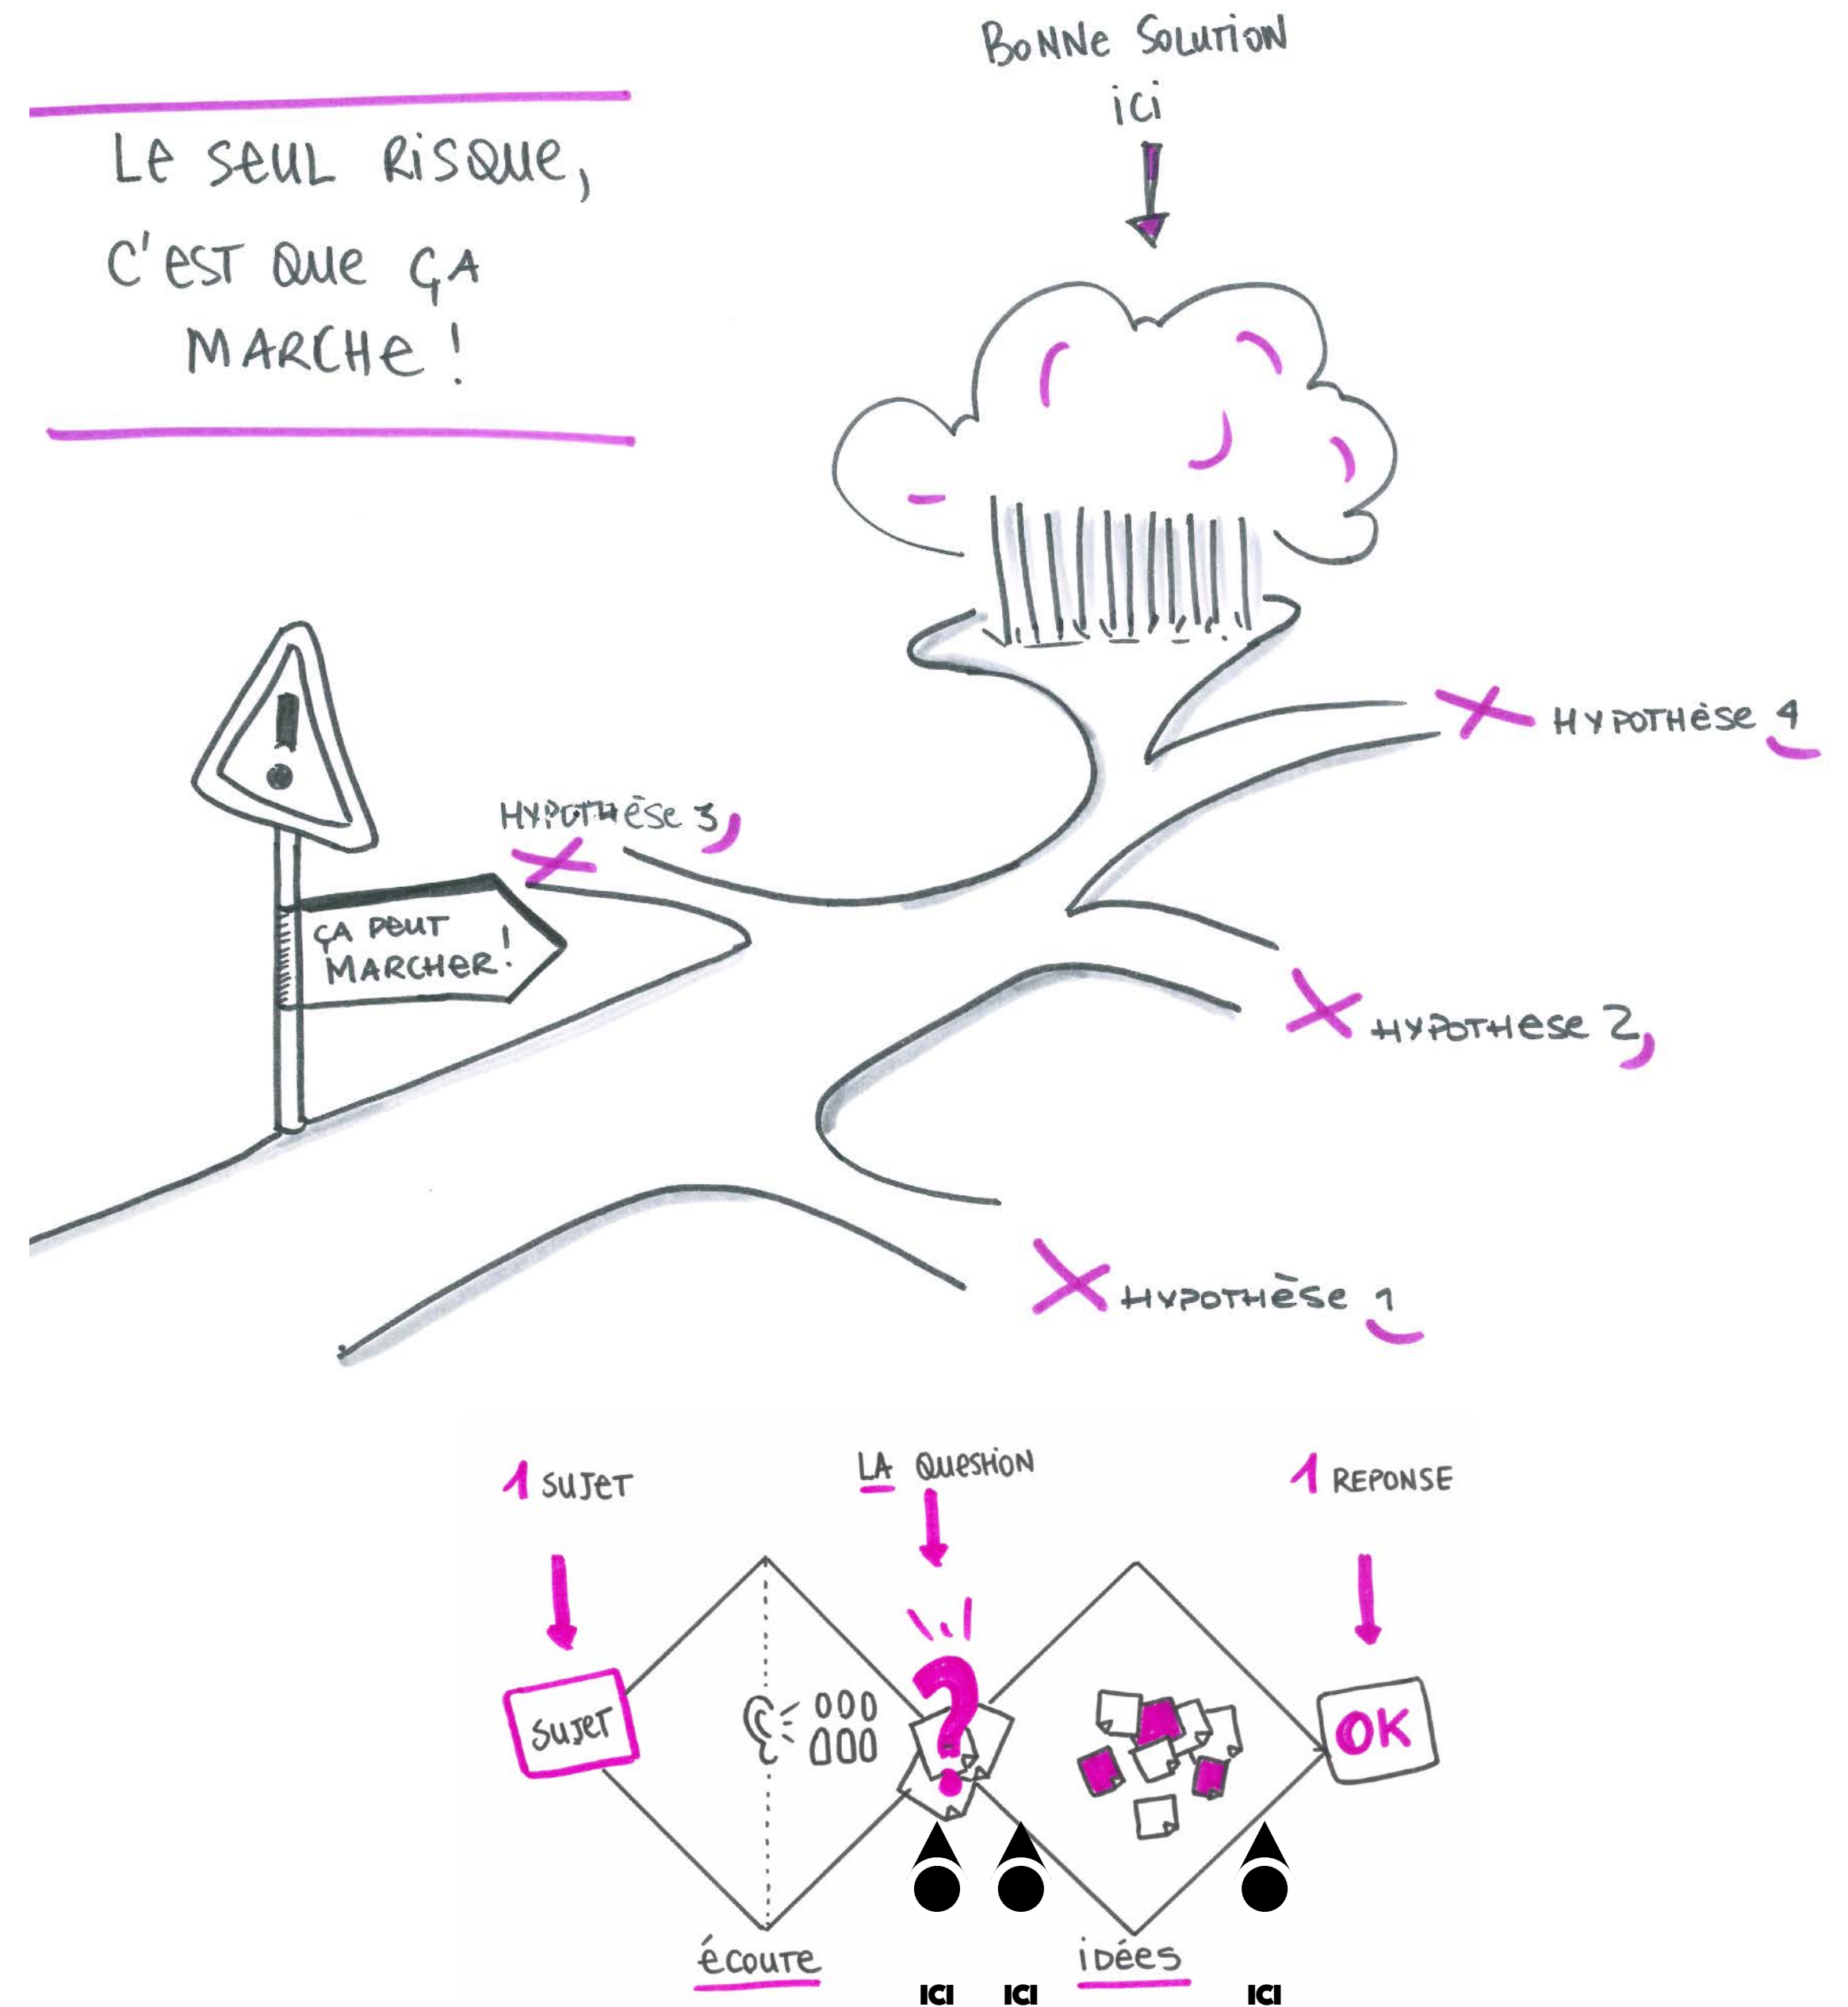 BONNE SOLUTION
ici
LE SEUL RISQUE,
C'EST QUE ÇA
MARCHE !
HYPOTHÈSE 4
HYPOTHÈSE 3
ÇA PEUT
MARCHER !
HYPOTHESE 2
HYPOTHÈSE 1
1 SUJET
LA QUESTION
1 REPONSE
SUJET
?
OK
écoute
idées
ICI
ICI
ICI